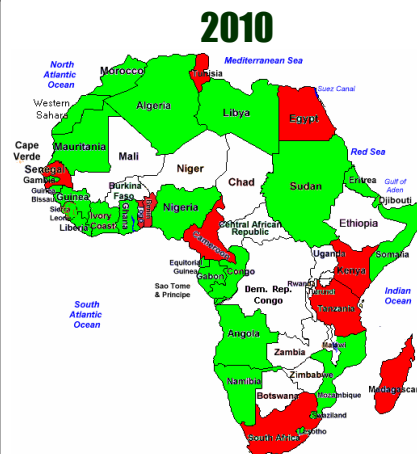 2010
Mediterranean Sea
North
Atlantic
Ocean
Morocco
Tunisia
Suez Canal
Algeria
Libya
Egypt
Western
Sahara
Red Sea
Cape
Verde
Mauritania
Mali
Niger
Chad
Sudan
Eritrea
Gulf of
Aden
Djibouti
Senegal
Gambia
Guinea
Bissau
Guinea
Burkina
Faso
Sierra
Leone
Liberia
Ivory
Coast
Ghana
Togo
Benin
Nigeria
Cameroon
Central African
Republic
Ethiopia
Somalia
Uganda
Kenya
Equitorial
Guinea
Gabon
Congo
Sao Tome
& Principe
Dem. Rep.
Congo
Rwanda
Burundi
Tanzania
Indian
Ocean
South
Atlantic
Ocean
Angola
Zambia
Malawi
Zimbabwe
Mozambique
Madagascar
Namibia
Botswana
Swaziland
Lesotho
South Africa